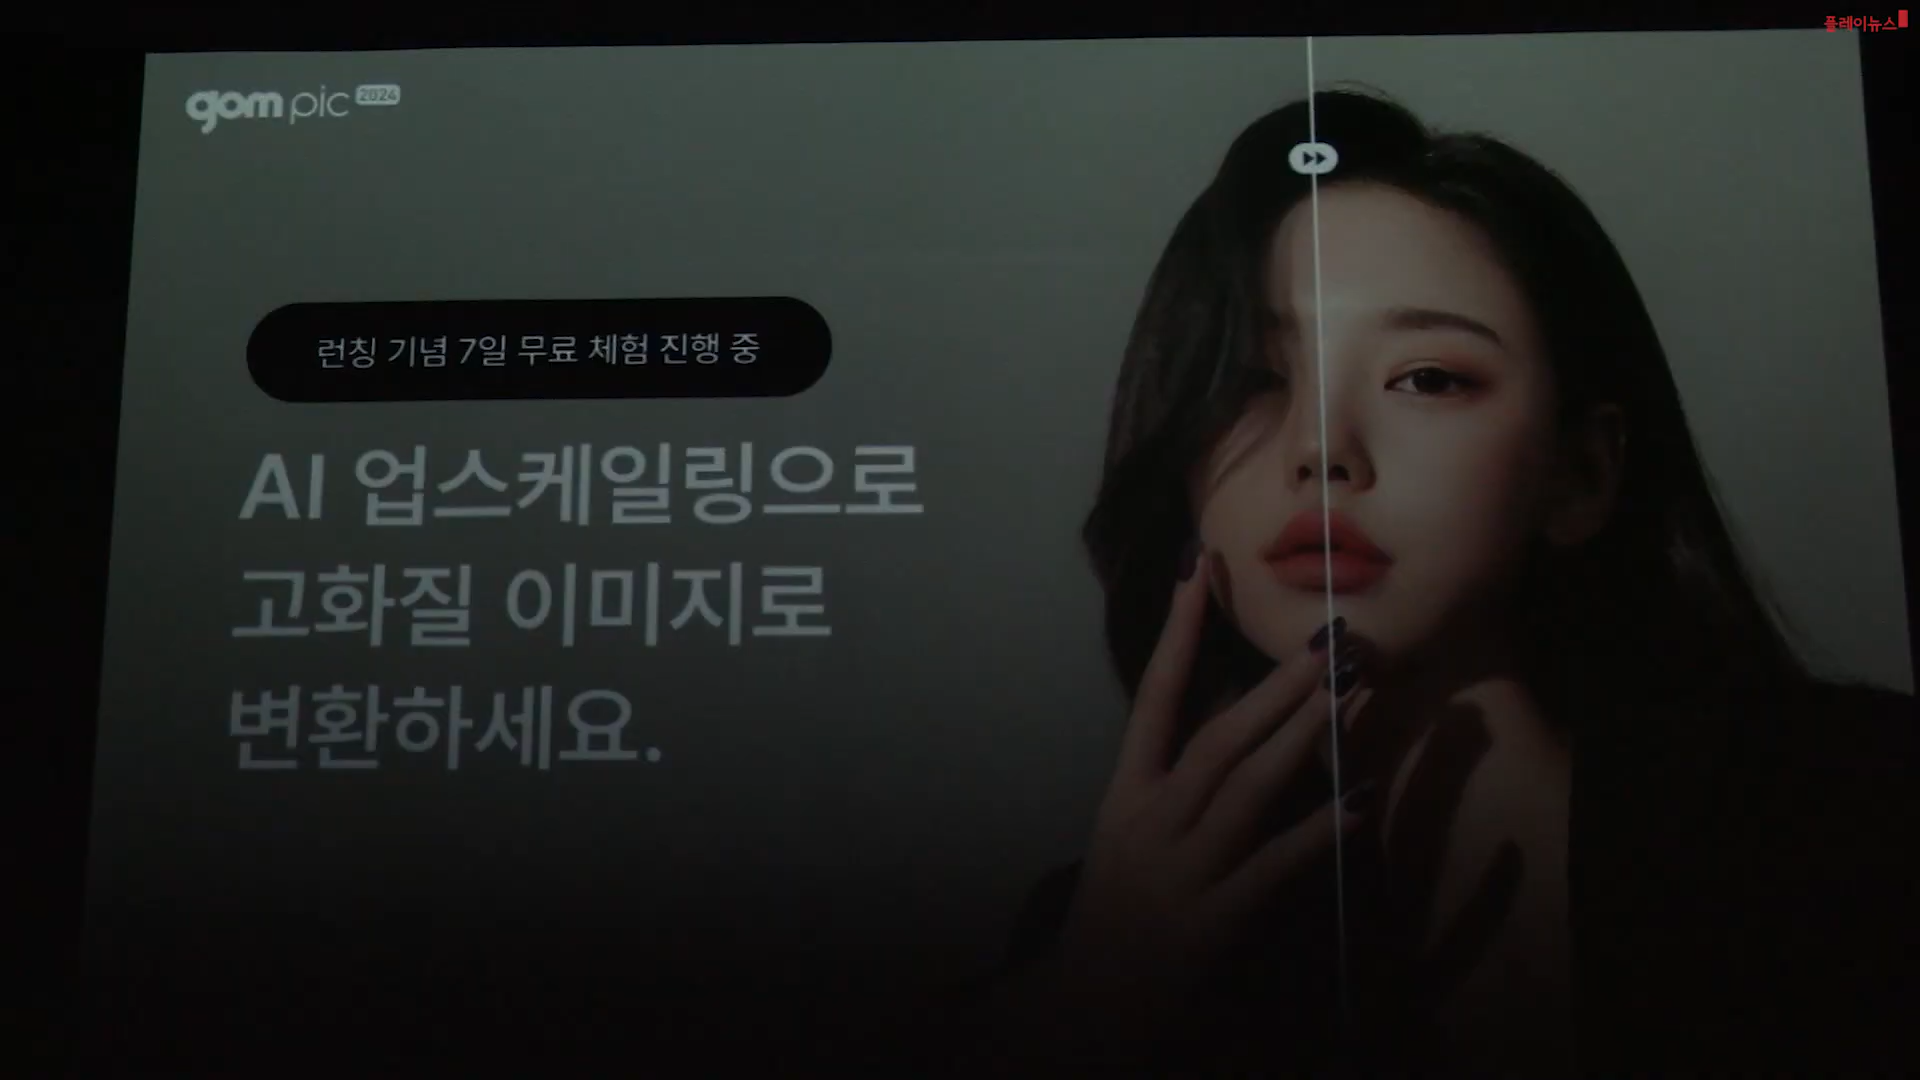 플레이뉴스
gom pic 2024
런칭 기념 7일 무료 체험 진행 중
AI 업스케일링으로
고화질 이미지로
변환하세요.